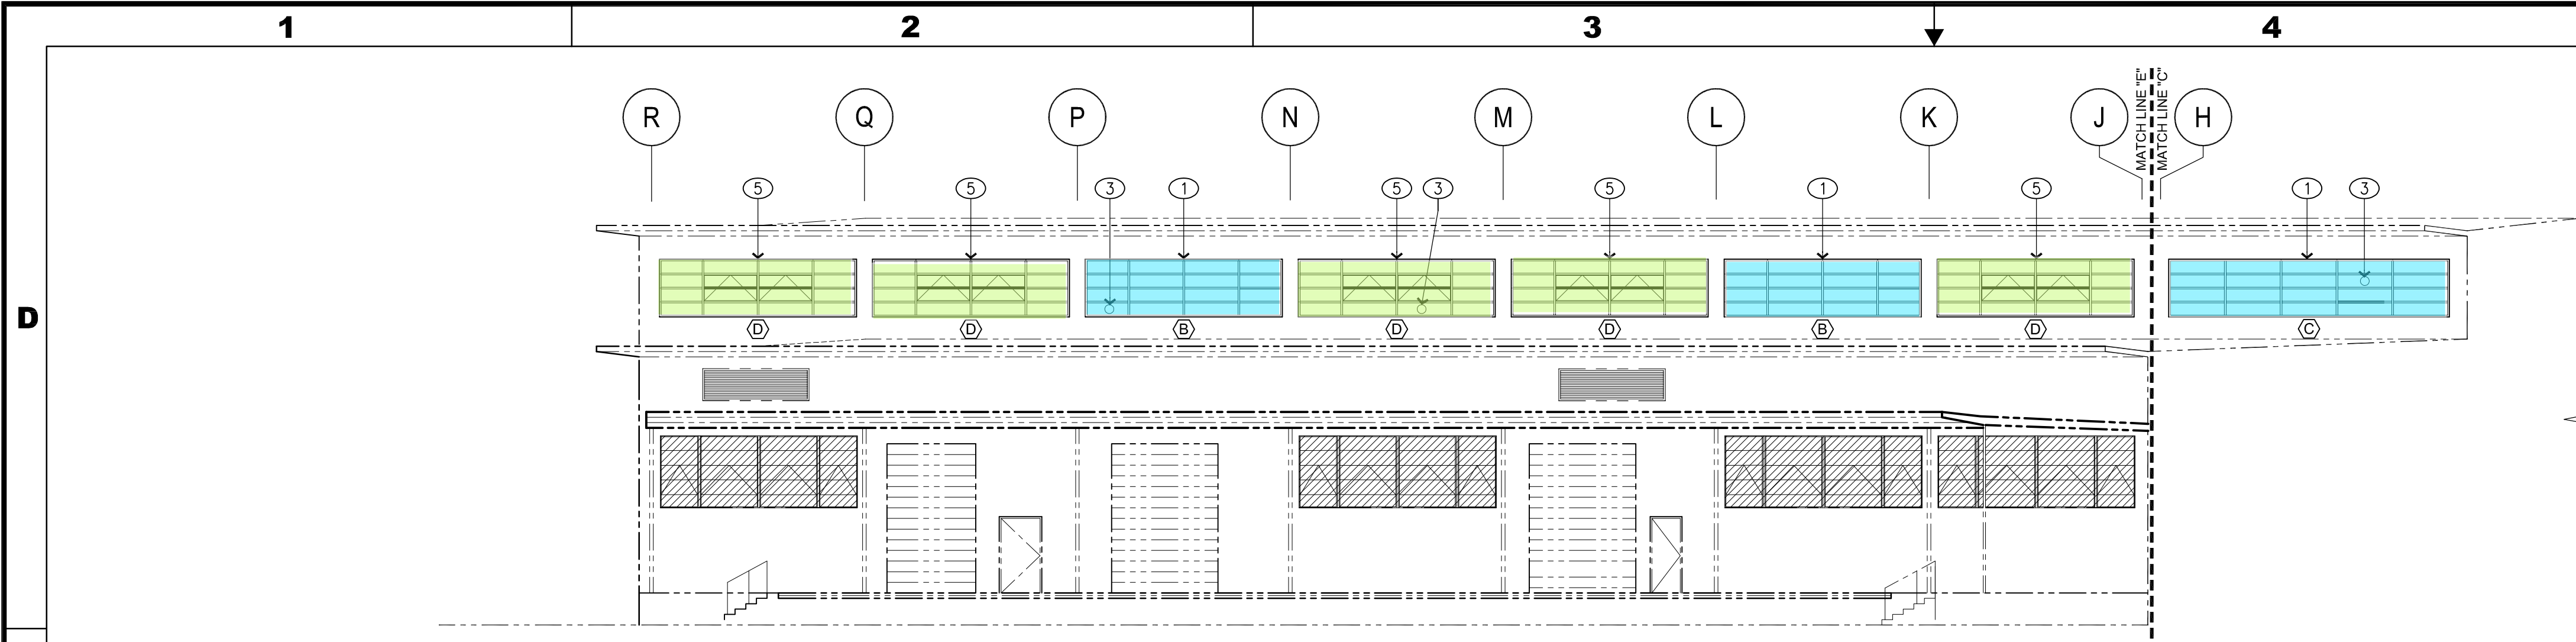 1 2 3 4
R Q P N M L K J MATCH LINE "E" MATCH LINE "C" H
5 5 3 1 5 3 5 1 5 1 3
D
D D B D D B D C